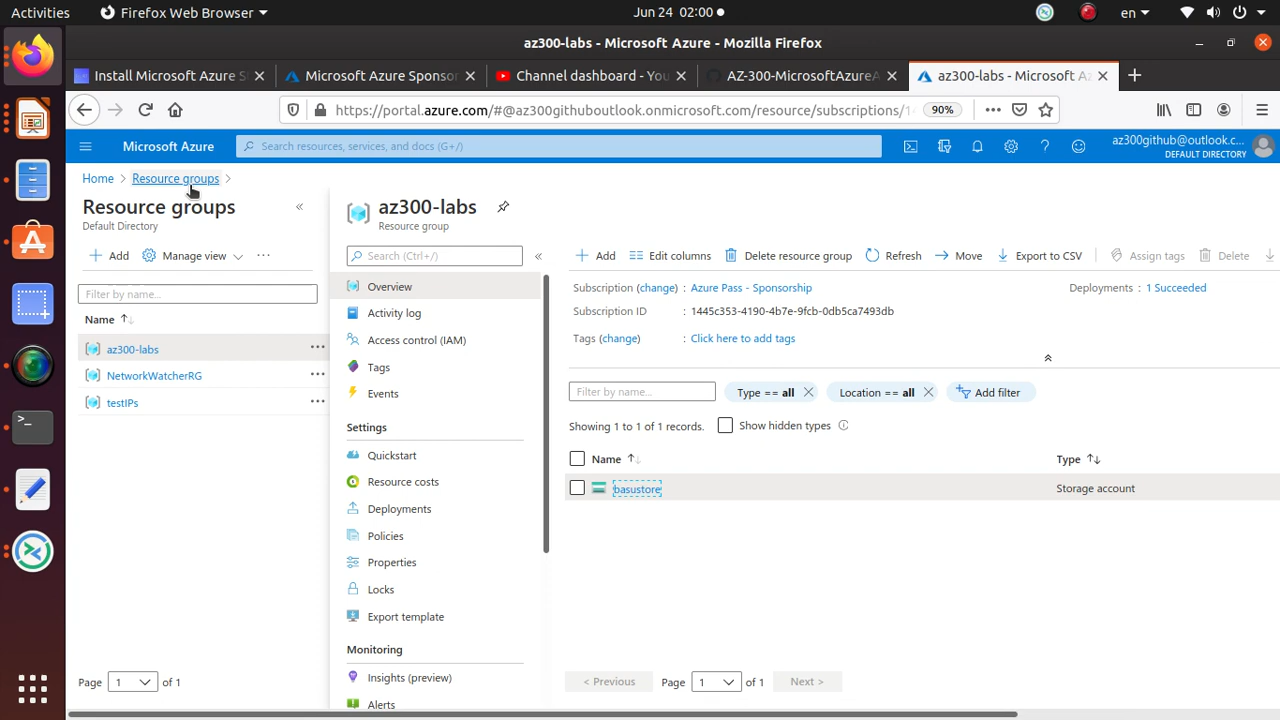 Activities
Firefox Web Browser
Jun 24 02:00
en
az300-labs - Microsoft Azure - Mozilla Firefox
Install Microsoft Azure S
Microsoft Azure Sponsor
Channel dashboard - You
AZ-300-MicrosoftAzureA
az300-labs - Microsoft Az
https://portal.azure.com/#@az300githuboutlook.onmicrosoft.com/resource/subscriptions/1
90%
Microsoft Azure
Search resources, services, and docs (G+/)
az300github@outlook.c...
DEFAULT DIRECTORY
Home > Resource groups >
Resource groups
Default Directory
Add
Manage view
Filter by name...
Name
az300-labs
NetworkWatcherRG
testIPs
Page 1 of 1
az300-labs
Resource group
Search (Ctrl+/)
Overview
Activity log
Access control (IAM)
Tags
Events
Settings
Quickstart
Resource costs
Deployments
Policies
Properties
Locks
Export template
Monitoring
Insights (preview)
Alerts
Add
Edit columns
Delete resource group
Refresh
Move
Export to CSV
Assign tags
Delete
Subscription (change) : Azure Pass - Sponsorship
Deployments : 1 Succeeded
Subscription ID : 1445c353-4190-4b7e-9fcb-0db5ca7493db
Tags (change) : Click here to add tags
Filter by name...
Type == all
Location == all
Add filter
Showing 1 to 1 of 1 records.
Show hidden types
Name
Type
basustore
Storage account
< Previous
Page 1 of 1
Next >